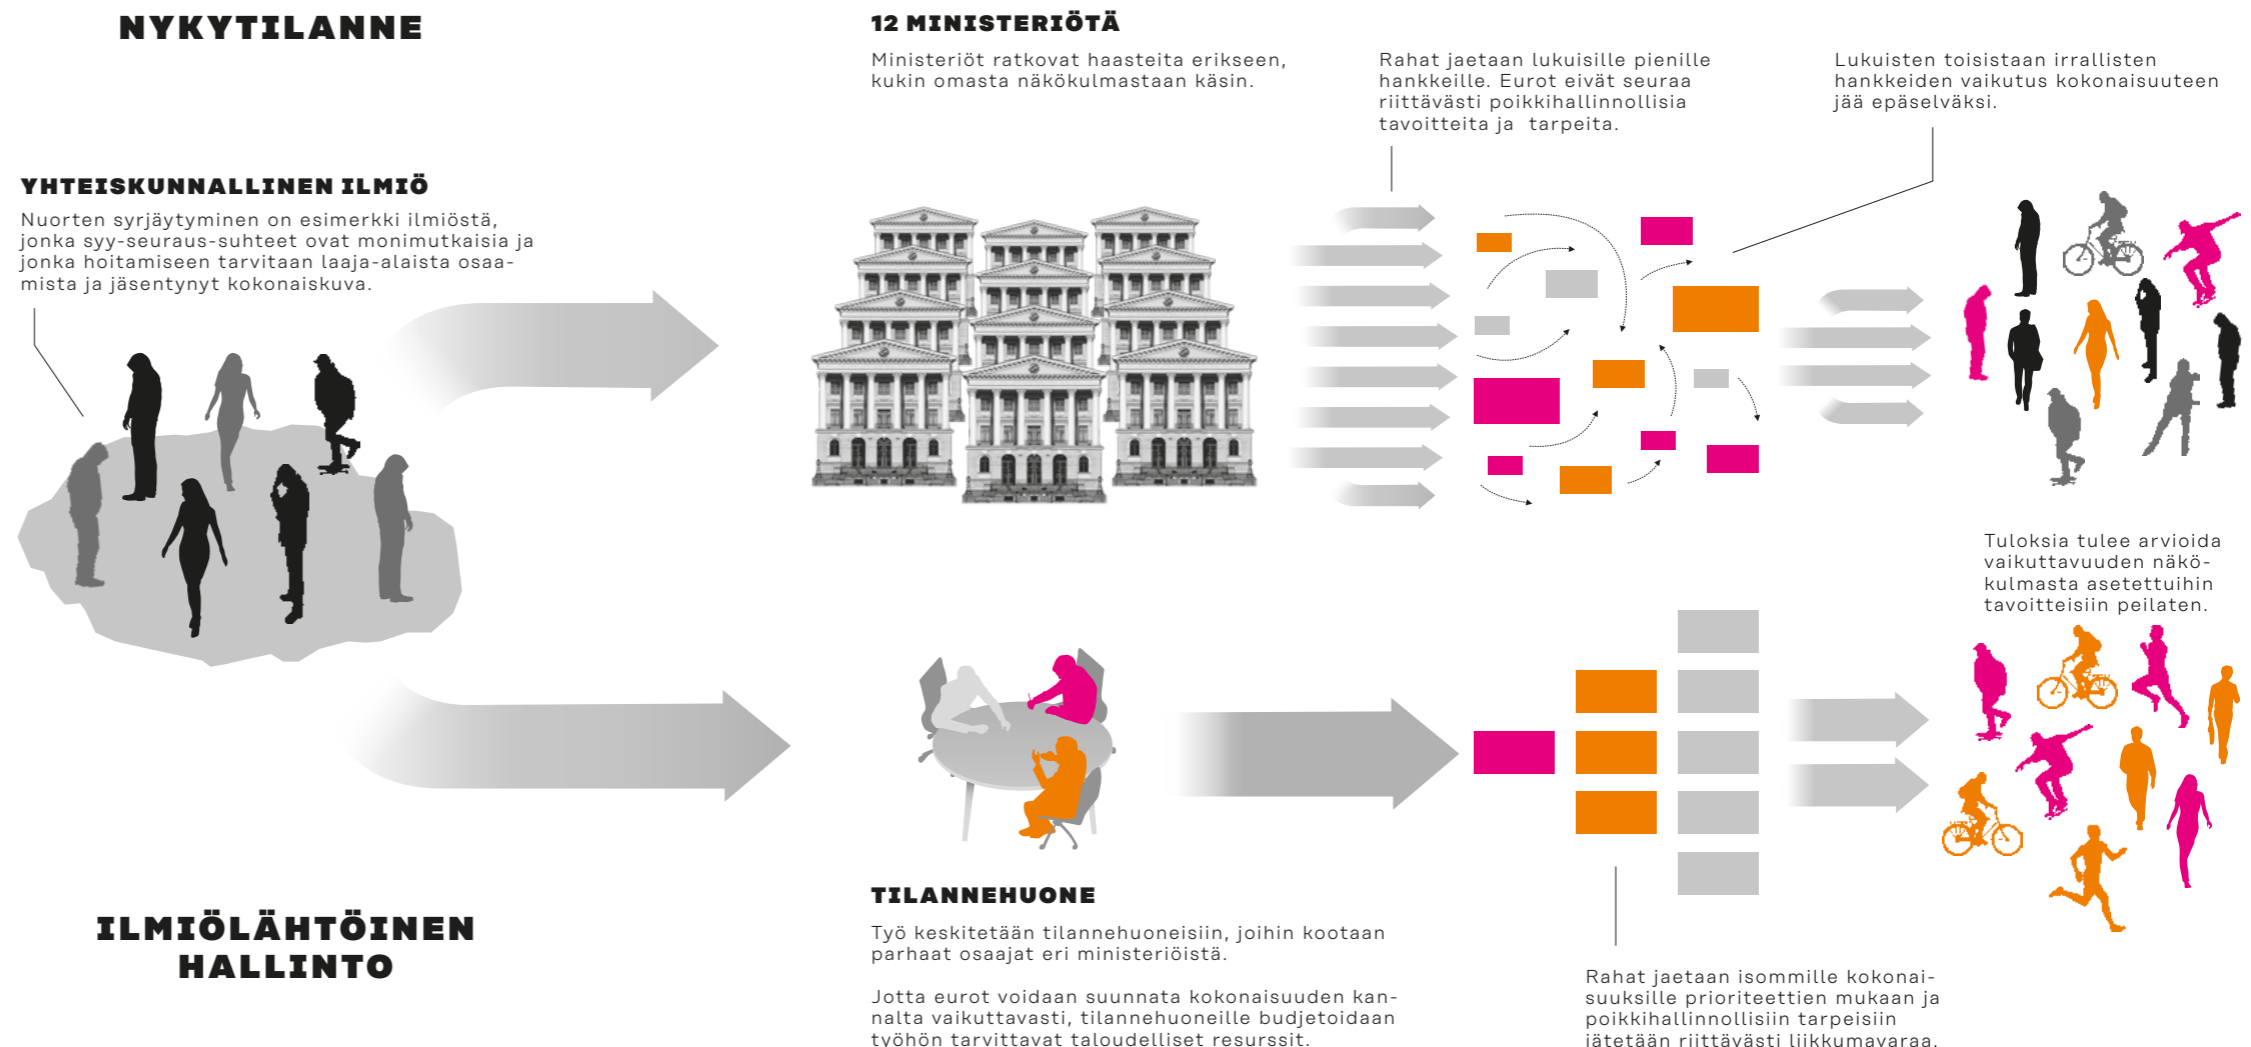 NYKYTILANNE
12 MINISTERIÖTÄ
Ministeriöt ratkovat haasteita erikseen,
kukin omasta näkökulmastaan käsin.
Rahat jaetaan lukuisille pienille
hankkeille. Eurot eivät seuraa
riittävästi poikkihallinnollisia
tavoitteita ja tarpeita.
Lukuisten toisistaan irrallisten
hankkeiden vaikutus kokonaisuuteen
jää epäselväksi.
YHTEISKUNNALLINEN ILMIÖ
Nuorten syrjäytyminen on esimerkki ilmiöstä,
jonka syy-seuraus-suhteet ovat monimutkaisia ja
jonka hoitamiseen tarvitaan laaja-alaista osaa-
mista ja jäsentynyt kokonaiskuva.
Tuloksia tulee arvioida
vaikuttavuuden näkö-
kulmasta asetettuihin
tavoitteisiin peilaten.
ILMIÖLÄHTÖINEN
HALLINTO
TILANNEHUONE
Työ keskitetään tilannehuoneisiin, joihin kootaan
parhaat osaajat eri ministeriöistä.
Jotta eurot voidaan suunnata kokonaisuuden kan-
nalta vaikuttavasti, tilannehuoneille budjetoidaan
työhön tarvittavat taloudelliset resurssit.
Rahat jaetaan isommille kokonai-
suuksille prioriteettien mukaan ja
poikkihallinnollisiin tarpeisiin
jätetään riittävästi liikkumavaraa.